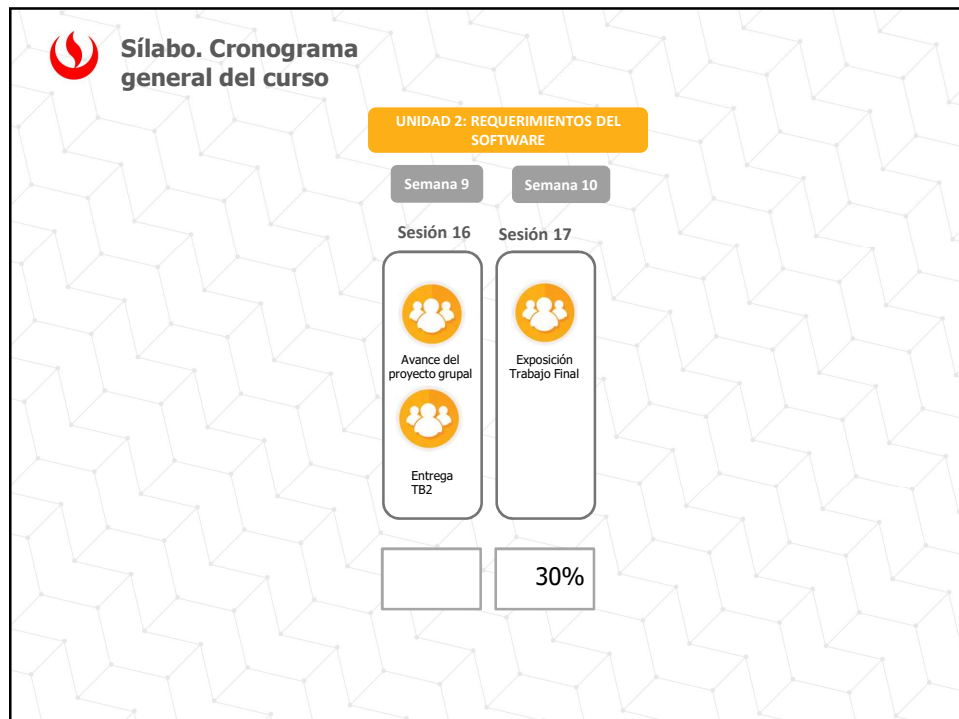 Sílabo. Cronograma
general del curso
UNIDAD 2: REQUERIMIENTOS DEL
SOFTWARE
Semana 9
Semana 10
Sesión 16
Sesión 17
Avance del
proyecto grupal
Entrega
TB2
Exposición
Trabajo Final
30%